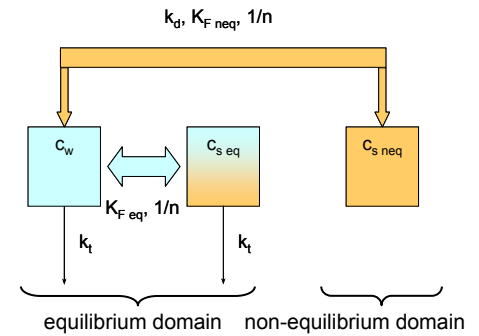 k_d, K_F neq, 1/n
c_w
c_s eq
c_s neq
K_F eq, 1/n
k_t
k_t
equilibrium domain
non-equilibrium domain